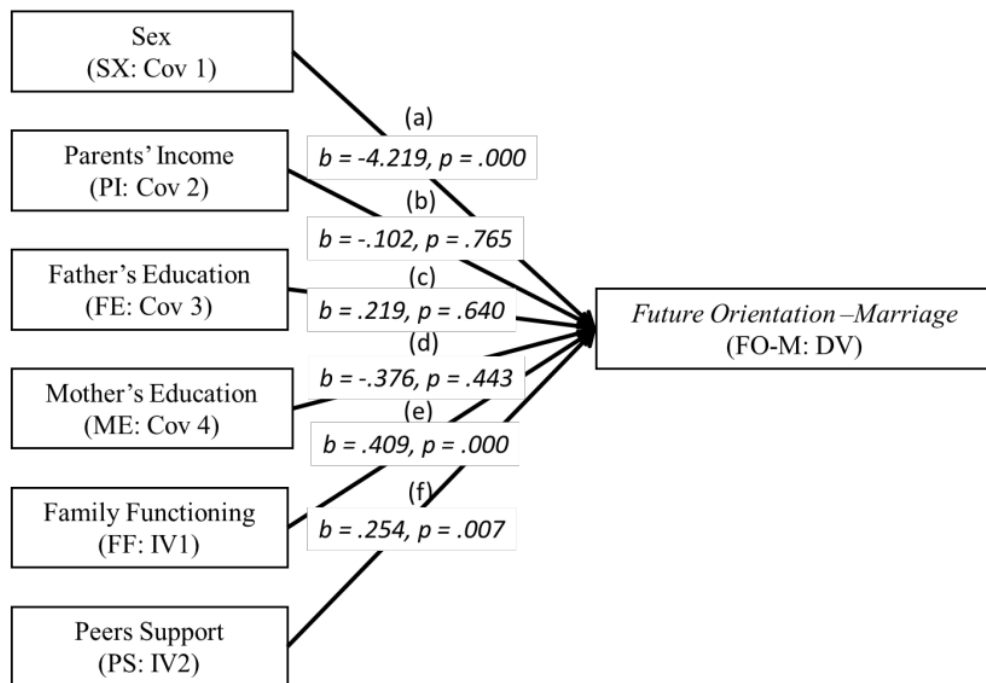 Sex
(SX: Cov 1)
(a)
b = -4.219, p = .000
Parents' Income
(PI: Cov 2)
(b)
b = -.102, p = .765
Father's Education
(FE: Cov 3)
(c)
b = .219, p = .640
Future Orientation –Marriage
(FO-M: DV)
(d)
b = -.376, p = .443
Mother's Education
(ME: Cov 4)
(e)
b = .409, p = .000
Family Functioning
(FF: IV1)
(f)
b = .254, p = .007
Peers Support
(PS: IV2)